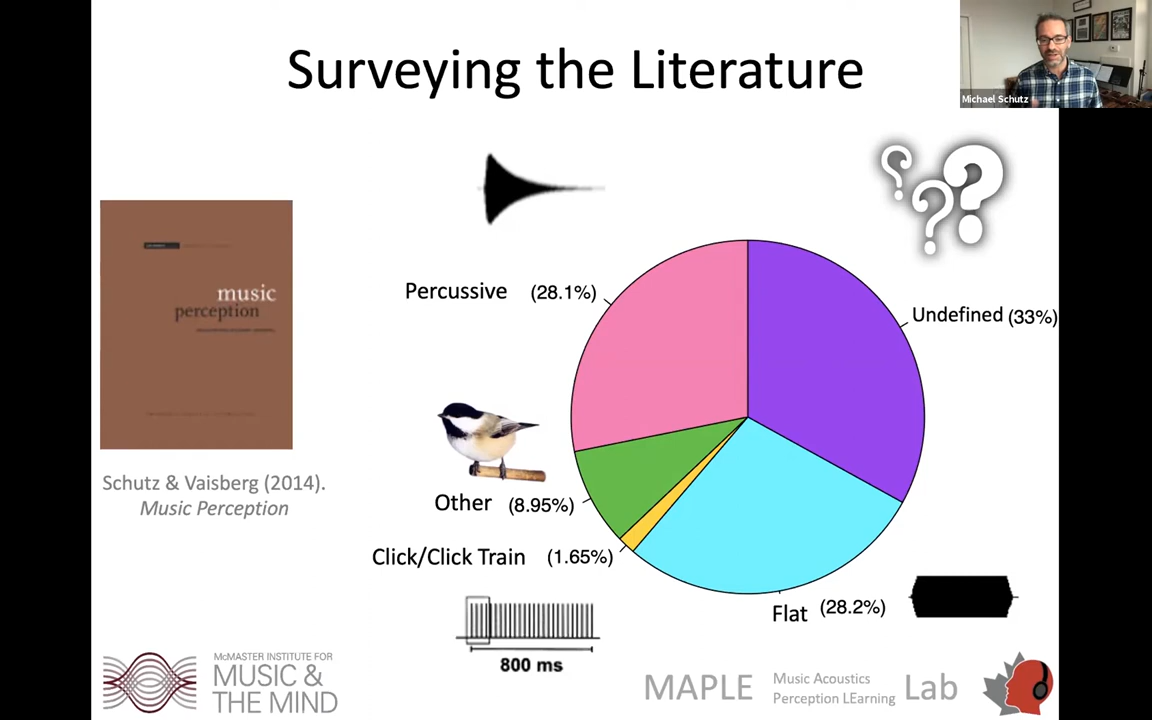 Surveying the Literature
Michael Schutz
music
perception
Schutz & Vaisberg (2014).
Music Perception
Percussive (28.1%)
Undefined (33%)
Other (8.95%)
Click/Click Train (1.65%)
Flat (28.2%)
800 ms
McMASTER INSTITUTE FOR
MUSIC &
THE MIND
MAPLE
Music Acoustics
Perception LEarning
Lab